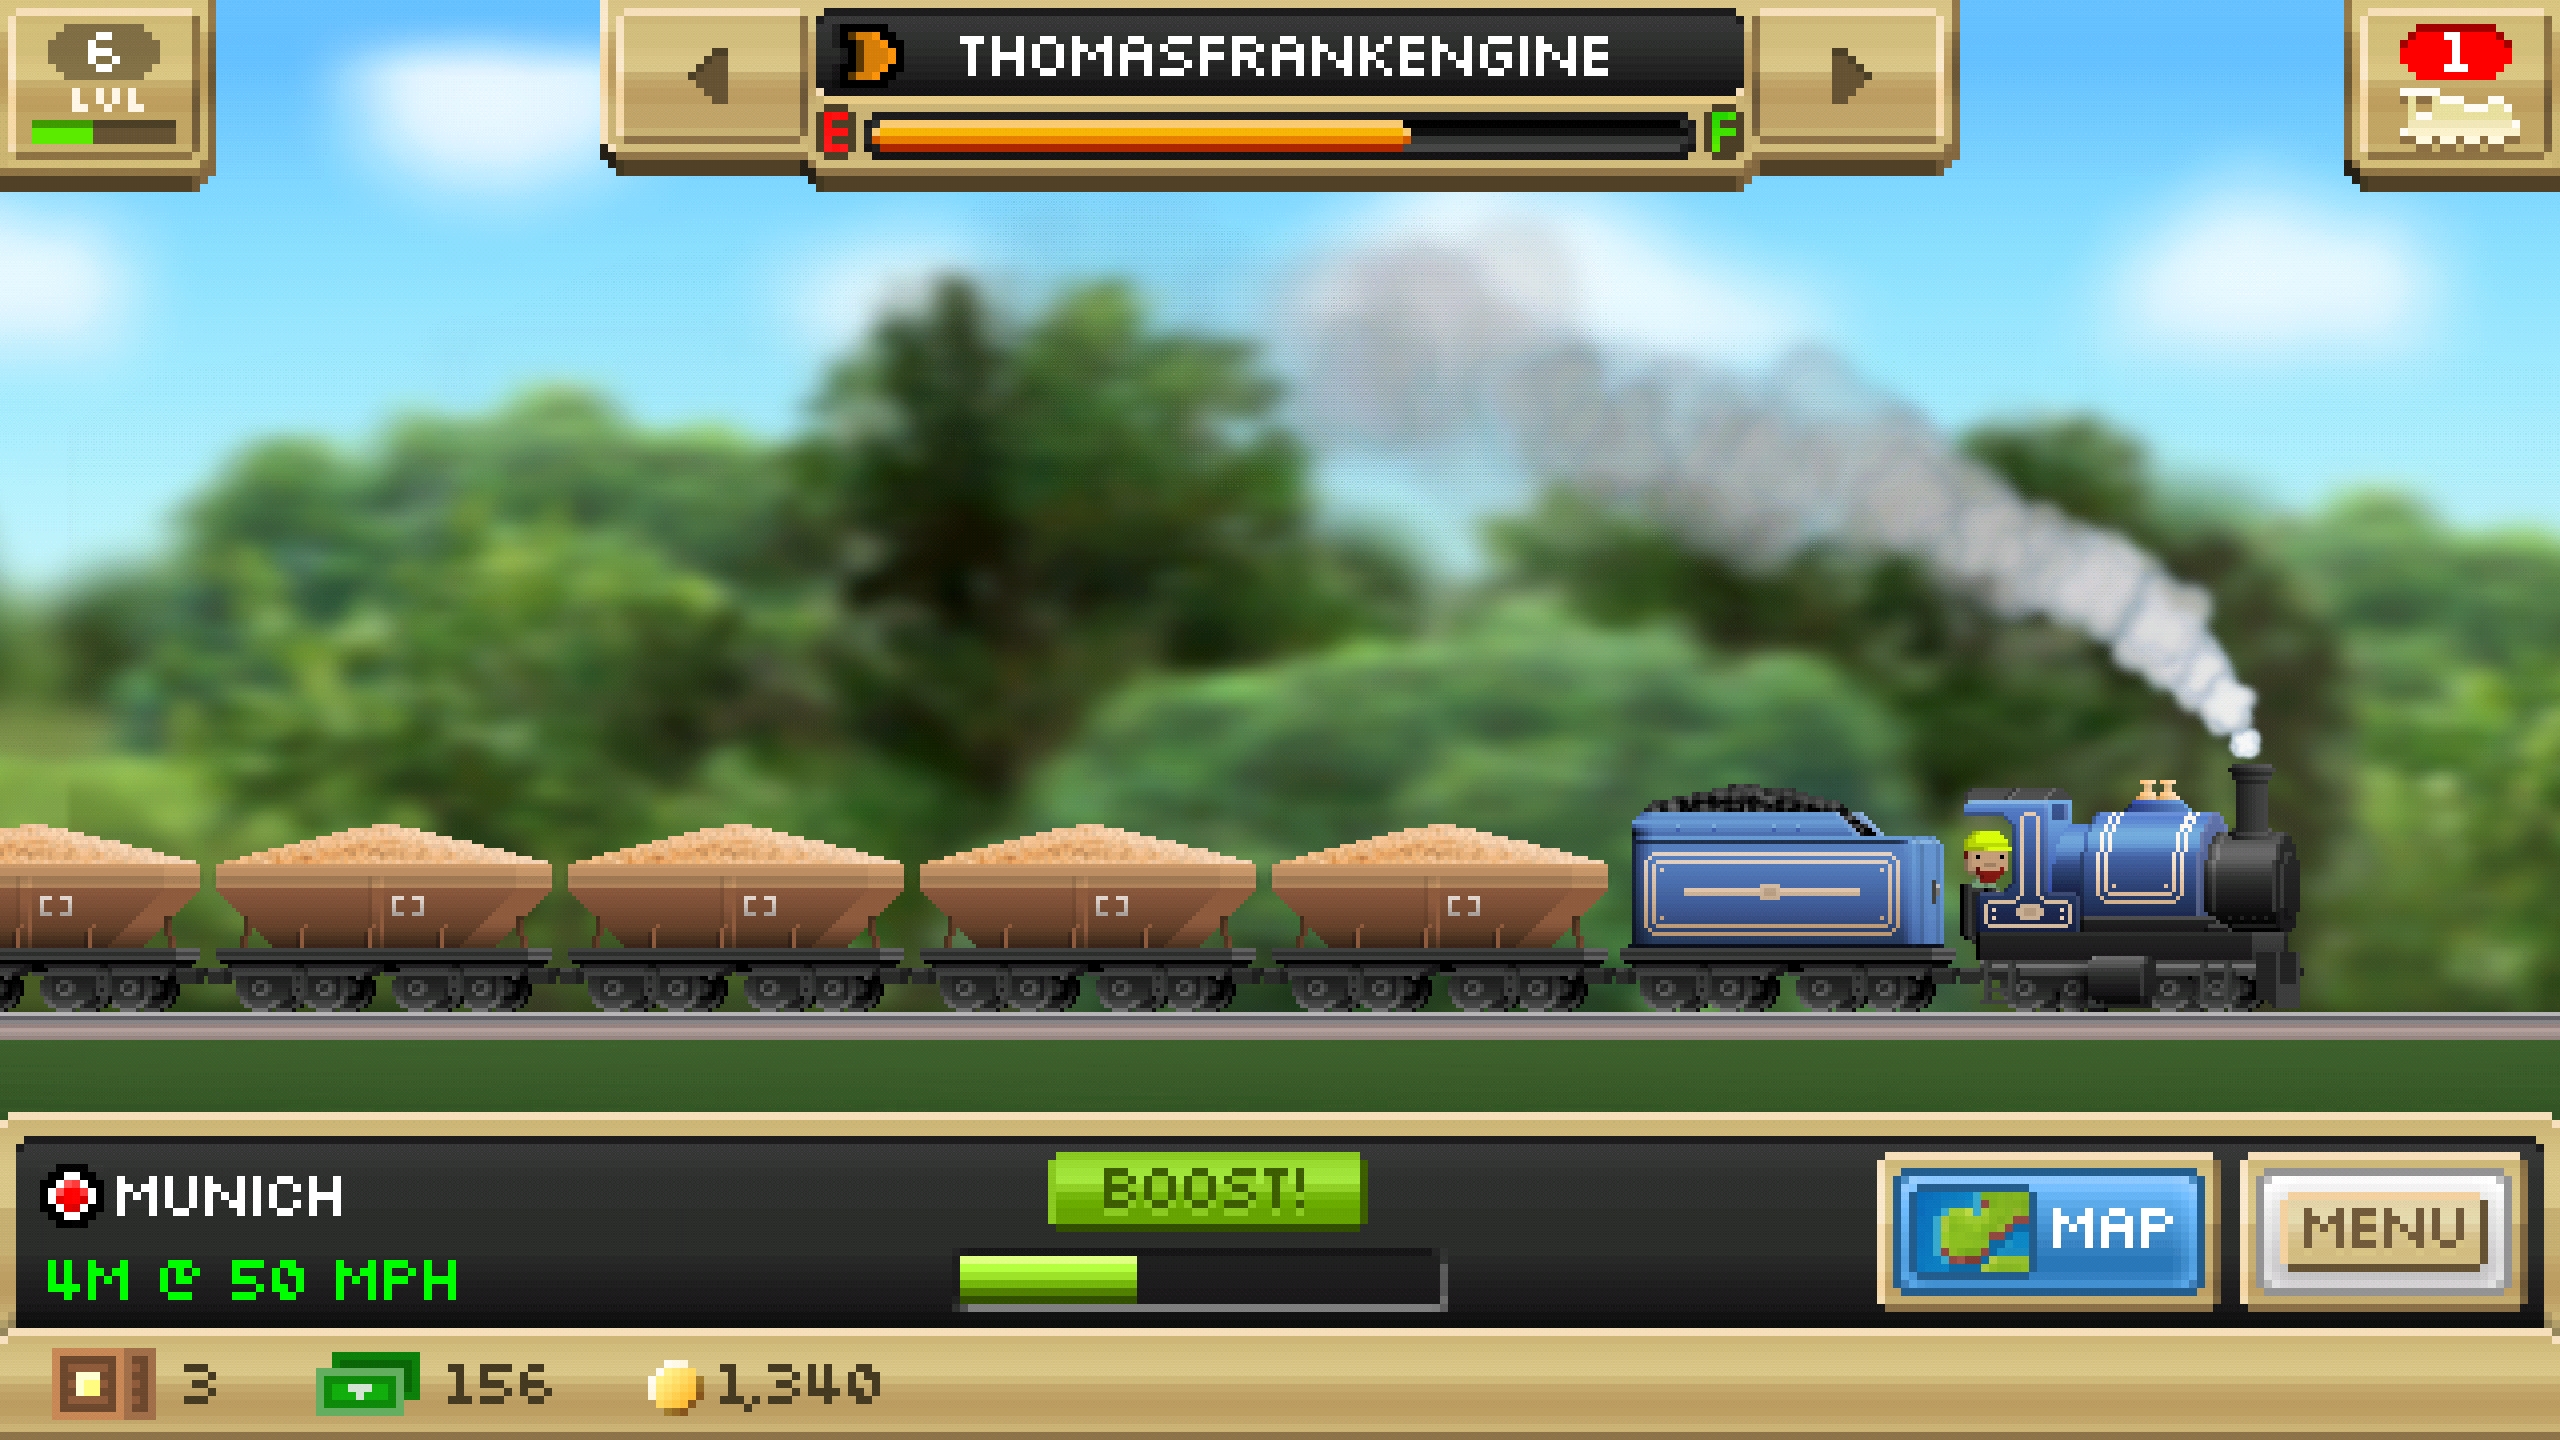 6
LVL
THOMASFRANKENGINE
E F
1
MUNICH
4M @ 50 MPH
BOOST!
MAP
MENU
3 156 1,340